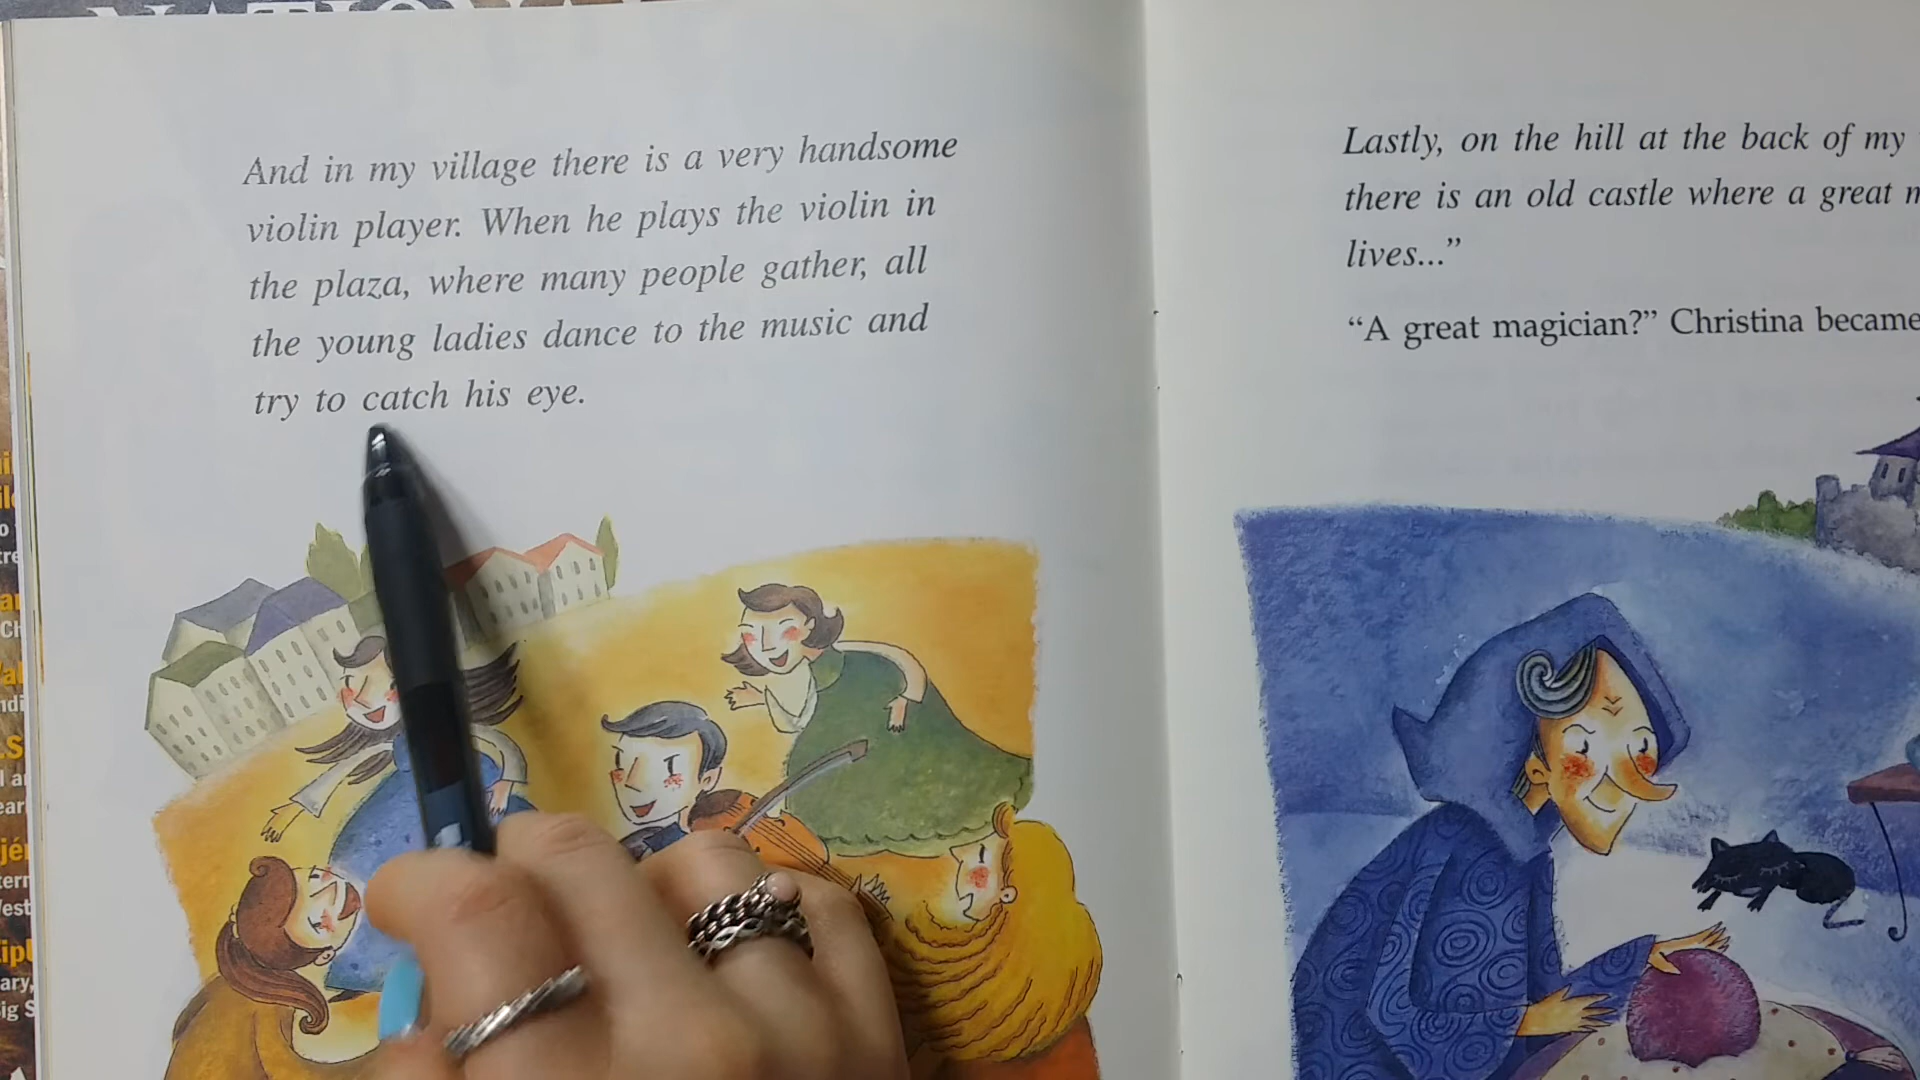 And in my village there is a very handsome
violin player. When he plays the violin in
the plaza, where many people gather, all
the young ladies dance to the music and
try to catch his eye.
Lastly, on the hill at the back of my
there is an old castle where a great
lives...”
“A great magician?” Christina became